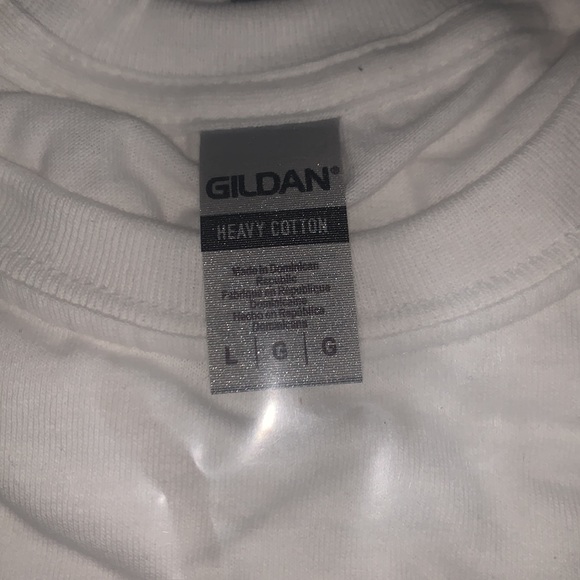 GILDAN®
HEAVY COTTON
Made in Dominican
Republic
Fabriqué en République
Dominicaine
Hecho en República
Dominicana
L | G | G